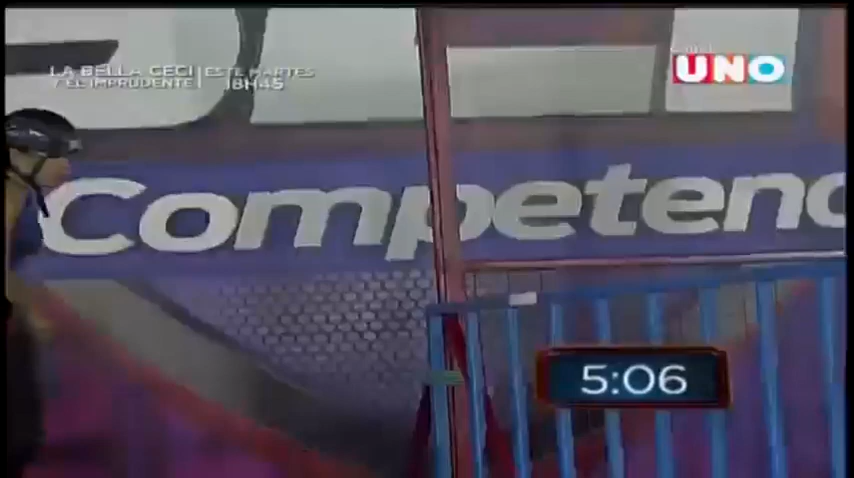 LA BELLA CECI
Y EL IMPRUDENTE
ESTE MARTES
18H45
UNO
Competenc
5:06